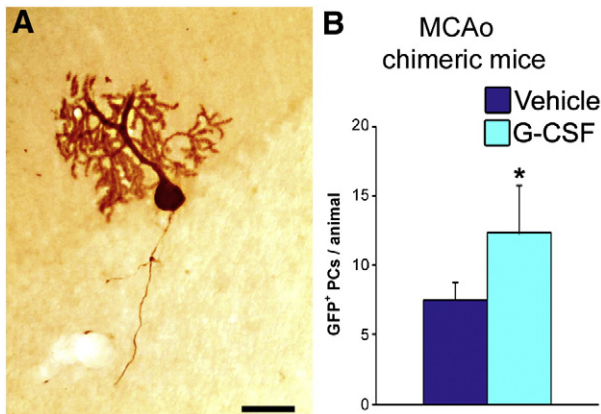 A
B
MCAo
chimeric mice
Vehicle
G-CSF
20
15
10
5
0
*
GFP+ PCs / animal